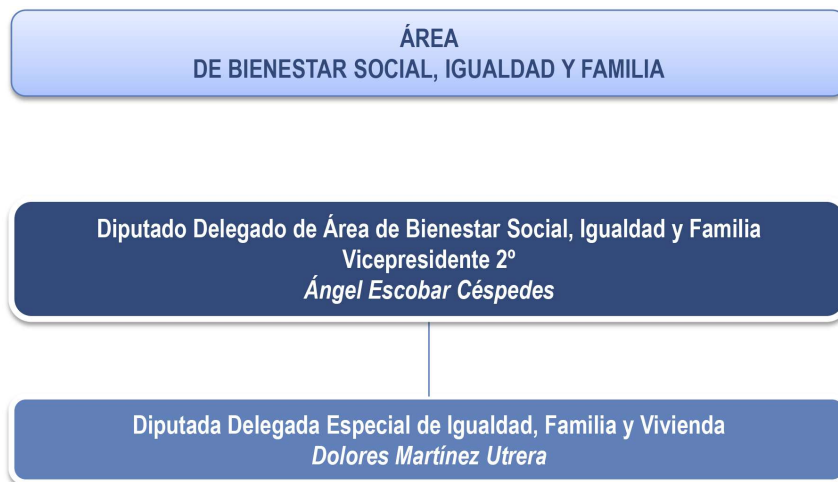 ÁREA
DE BIENESTAR SOCIAL, IGUALDAD Y FAMILIA
Diputado Delegado de Área de Bienestar Social, Igualdad y Familia
Vicepresidente 2º
Ángel Escobar Céspedes
Diputada Delegada Especial de Igualdad, Familia y Vivienda
Dolores Martínez Utrera